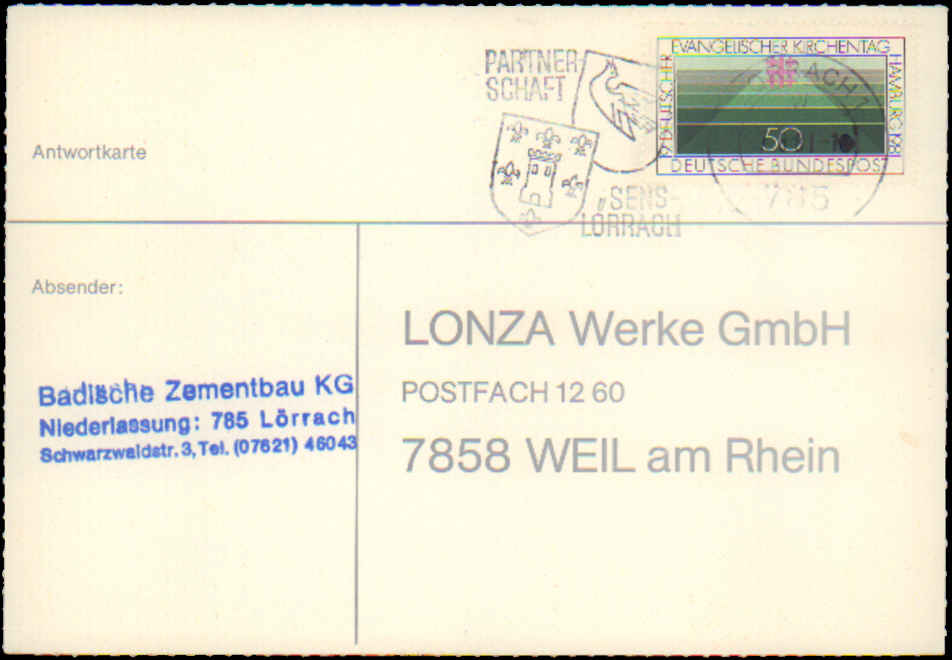 PARTNER-
SCHAFT
SENS-
LÖRRACH
EVANGELISCHER KIRCHENTAG
HAMBURG 1981
19. DEUTSCHER
50
DEUTSCHE BUNDESPOST
785
Antwortkarte
Absender:
Badische Zementbau KG
Niederlassung: 785 Lörrach
Schwarzwaldstr. 3, Tel. (07621) 46043
LONZA Werke GmbH
POSTFACH 12 60
7858 WEIL am Rhein